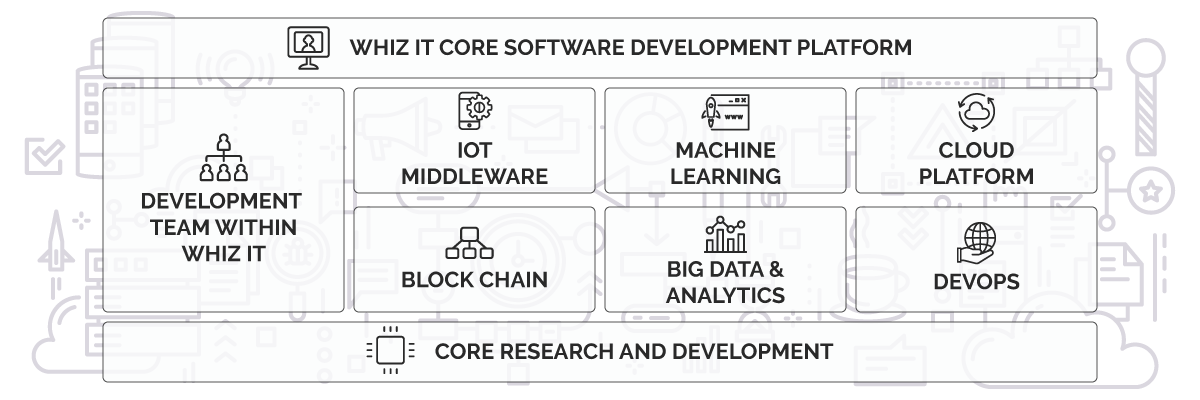 WHIZ IT CORE SOFTWARE DEVELOPMENT PLATFORM
DEVELOPMENT
TEAM WITHIN
WHIZ IT
IOT
MIDDLEWARE
MACHINE
LEARNING
www
CLOUD
PLATFORM
BLOCK CHAIN
BIG DATA &
ANALYTICS
DEVOPS
CORE RESEARCH AND DEVELOPMENT